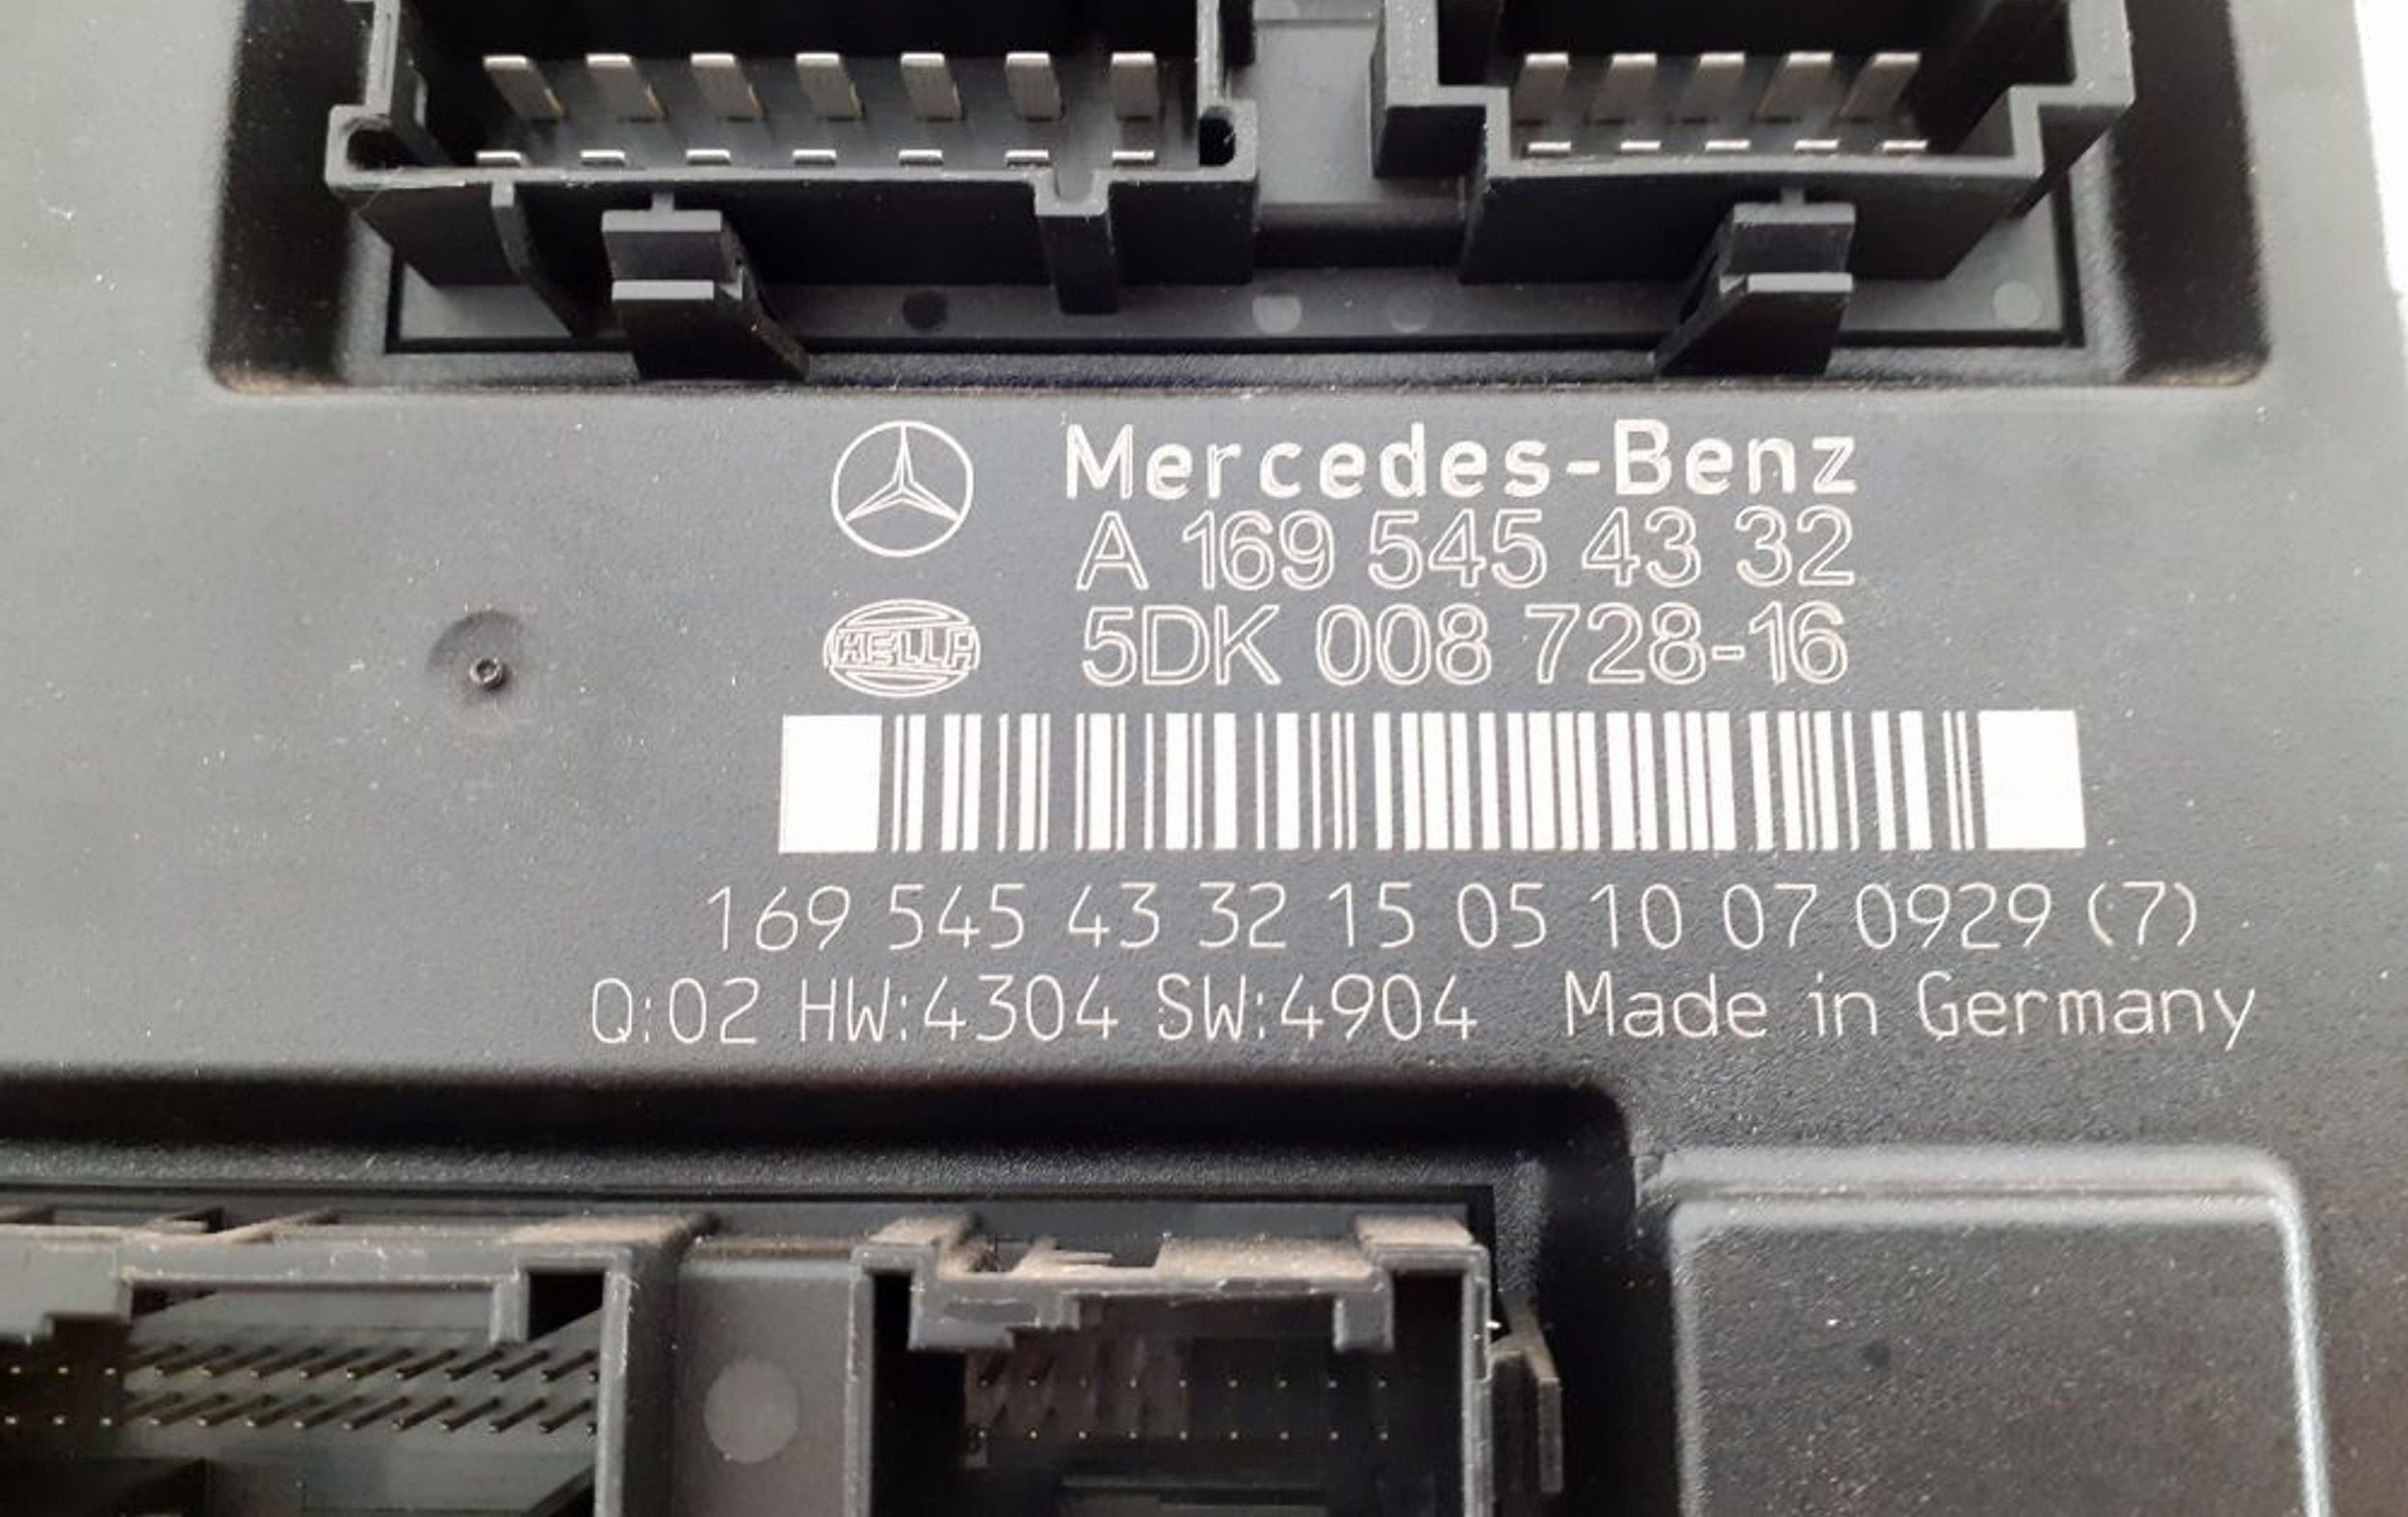 Mercedes-Benz
A 169 545 43 32
HELLA
5DK 008 728-16
169 545 43 32 15 05 10 07 0929 (7)
Q:02 HW:4304 SW:4904 Made in Germany